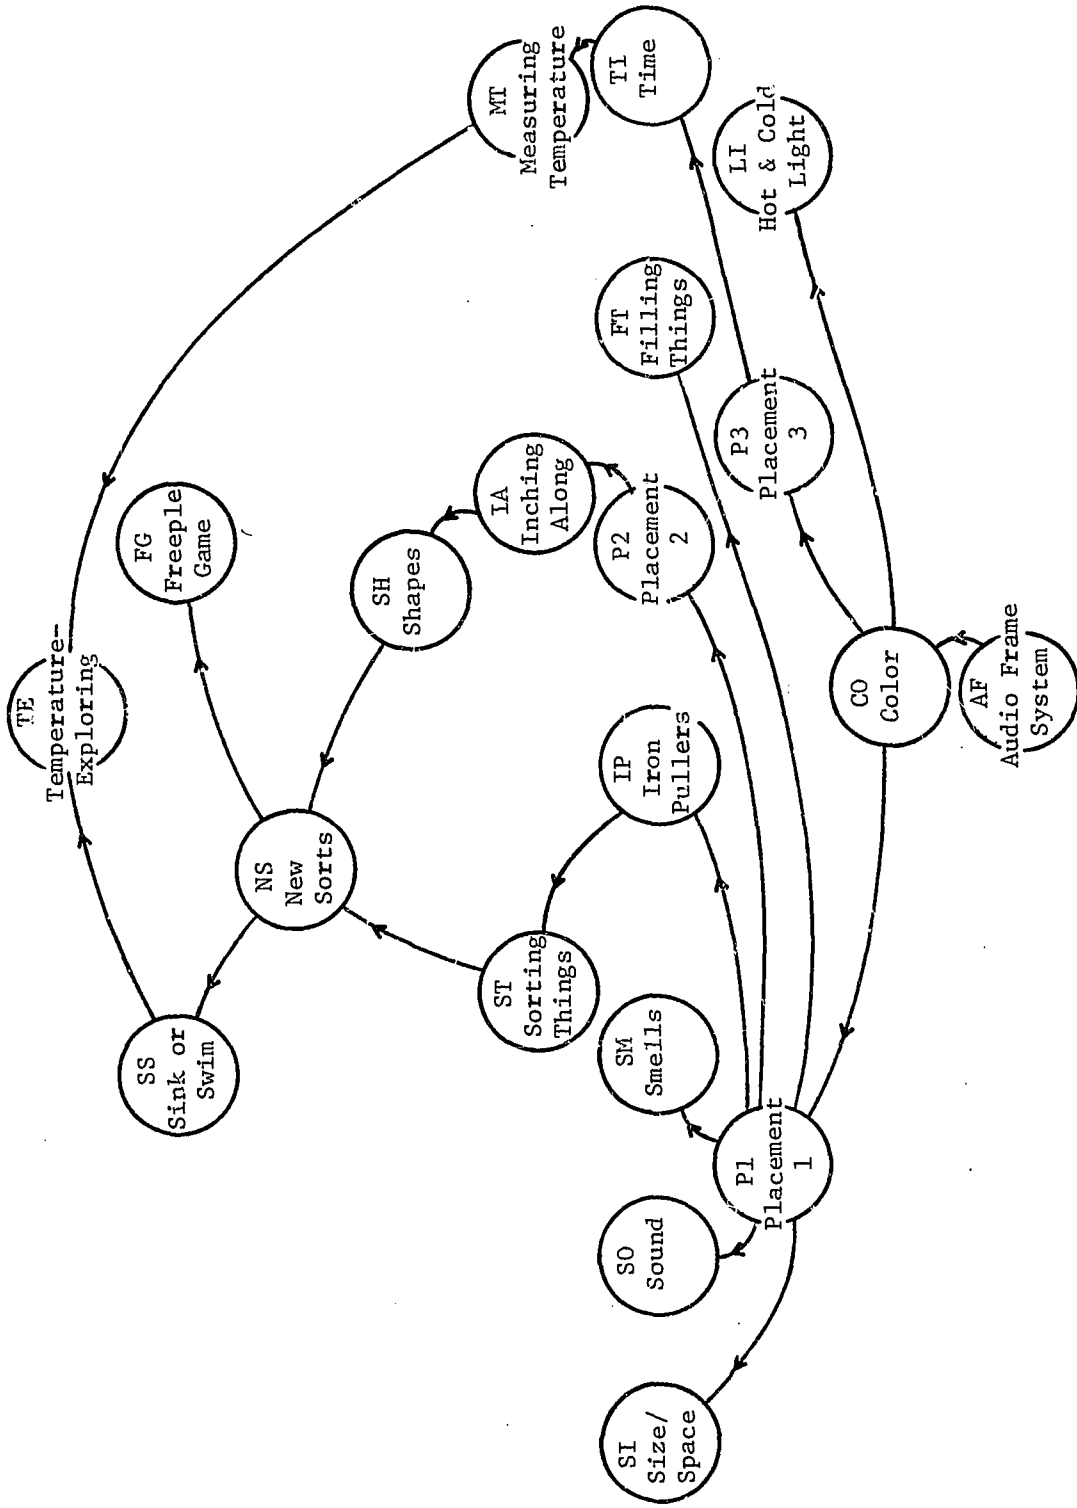 TE
Temperature-
Exploring
SS
Sink or
Swim
FG
Freeple
Game
NS
New
Sorts
SH
Shapes
MT
Measuring
Temperature
ST
Sorting
Things
IA
Inching
Along
SI
Size/
Space
SO
Sound
SM
Smells
IP
Iron
Pullers
P2
Placement
2
FT
Filling
Things
TI
Time
P1
Placement
1
P3
Placement
3
LI
Hot & Cold
Light
CO
Color
AF
Audio Frame
System